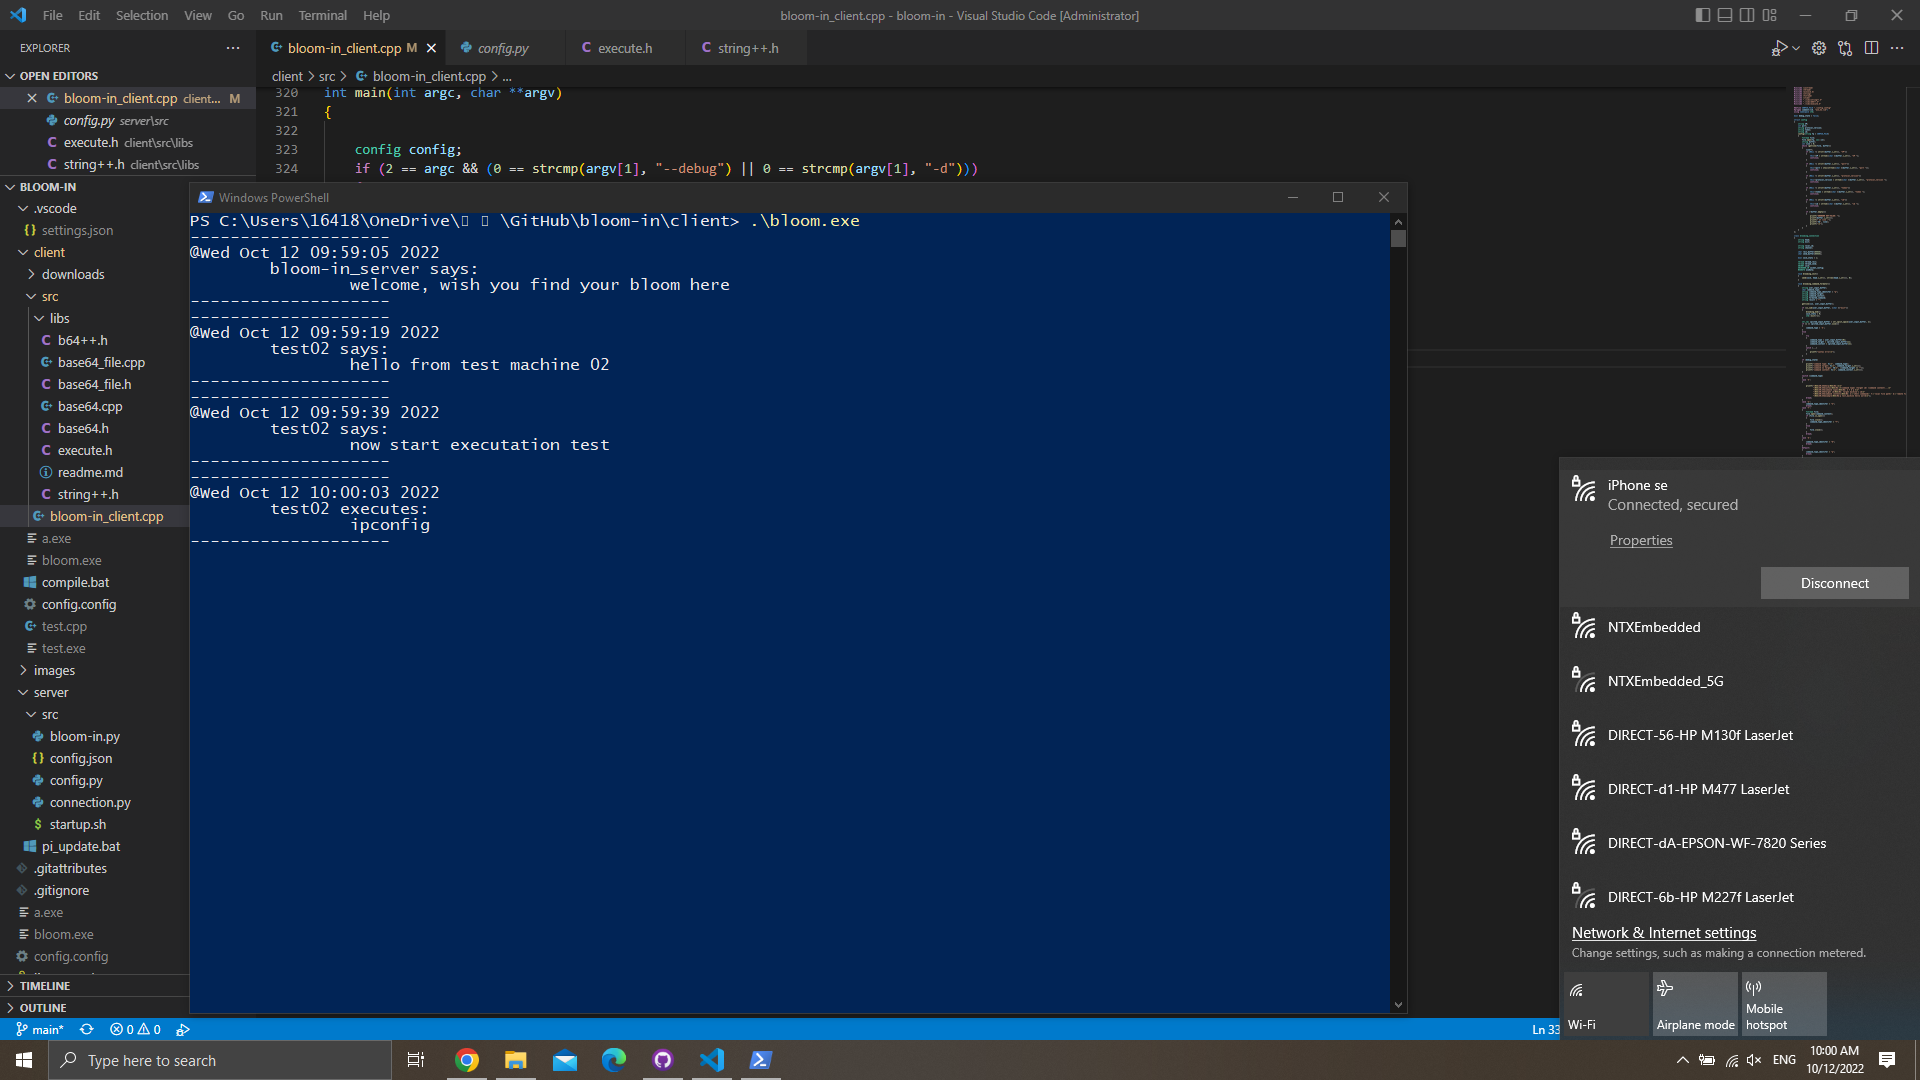 File Edit Selection View Go Run Terminal Help
bloom-in_client.cpp - bloom-in - Visual Studio Code [Administrator]
EXPLORER
bloom-in_client.cpp M
config.py
execute.h
string++.h
OPEN EDITORS
bloom-in_client.cpp client... M
config.py server\src
execute.h client\src\libs
string++.h client\src\libs
client > src > bloom-in_client.cpp > ...
320 int main(int argc, char **argv)
321 {
322
323 config config;
324 if (2 == argc && (0 == strcmp(argv[1], "--debug") || 0 == strcmp(argv[1], "-d")))
BLOOM-IN
.vscode
settings.json
client
downloads
src
libs
b64++.h
base64_file.cpp
base64_file.h
base64.cpp
base64.h
execute.h
readme.md
string++.h
bloom-in_client.cpp
a.exe
bloom.exe
compile.bat
config.config
test.cpp
test.exe
images
server
src
bloom-in.py
config.json
config.py
connection.py
startup.sh
pi_update.bat
.gitattributes
.gitignore
a.exe
bloom.exe
config.config
TIMELINE
OUTLINE
Windows PowerShell
PS C:\Users\16418\OneDrive\▯ ▯ \GitHub\bloom-in\client> .\bloom.exe
--------------------
@Wed Oct 12 09:59:05 2022
bloom-in_server says:
welcome, wish you find your bloom here
--------------------
--------------------
@Wed Oct 12 09:59:19 2022
test02 says:
hello from test machine 02
--------------------
--------------------
@Wed Oct 12 09:59:39 2022
test02 says:
now start executation test
--------------------
--------------------
@Wed Oct 12 10:00:03 2022
test02 executes:
ipconfig
--------------------
iPhone se
Connected, secured
Properties
Disconnect
NTXEmbedded
NTXEmbedded_5G
DIRECT-56-HP M130f LaserJet
DIRECT-d1-HP M477 LaserJet
DIRECT-dA-EPSON-WF-7820 Series
DIRECT-6b-HP M227f LaserJet
Network & Internet settings
Change settings, such as making a connection metered.
Wi-Fi
Airplane mode
Mobile hotspot
main*
0 0
Ln 33
Type here to search
ENG
10:00 AM
10/12/2022